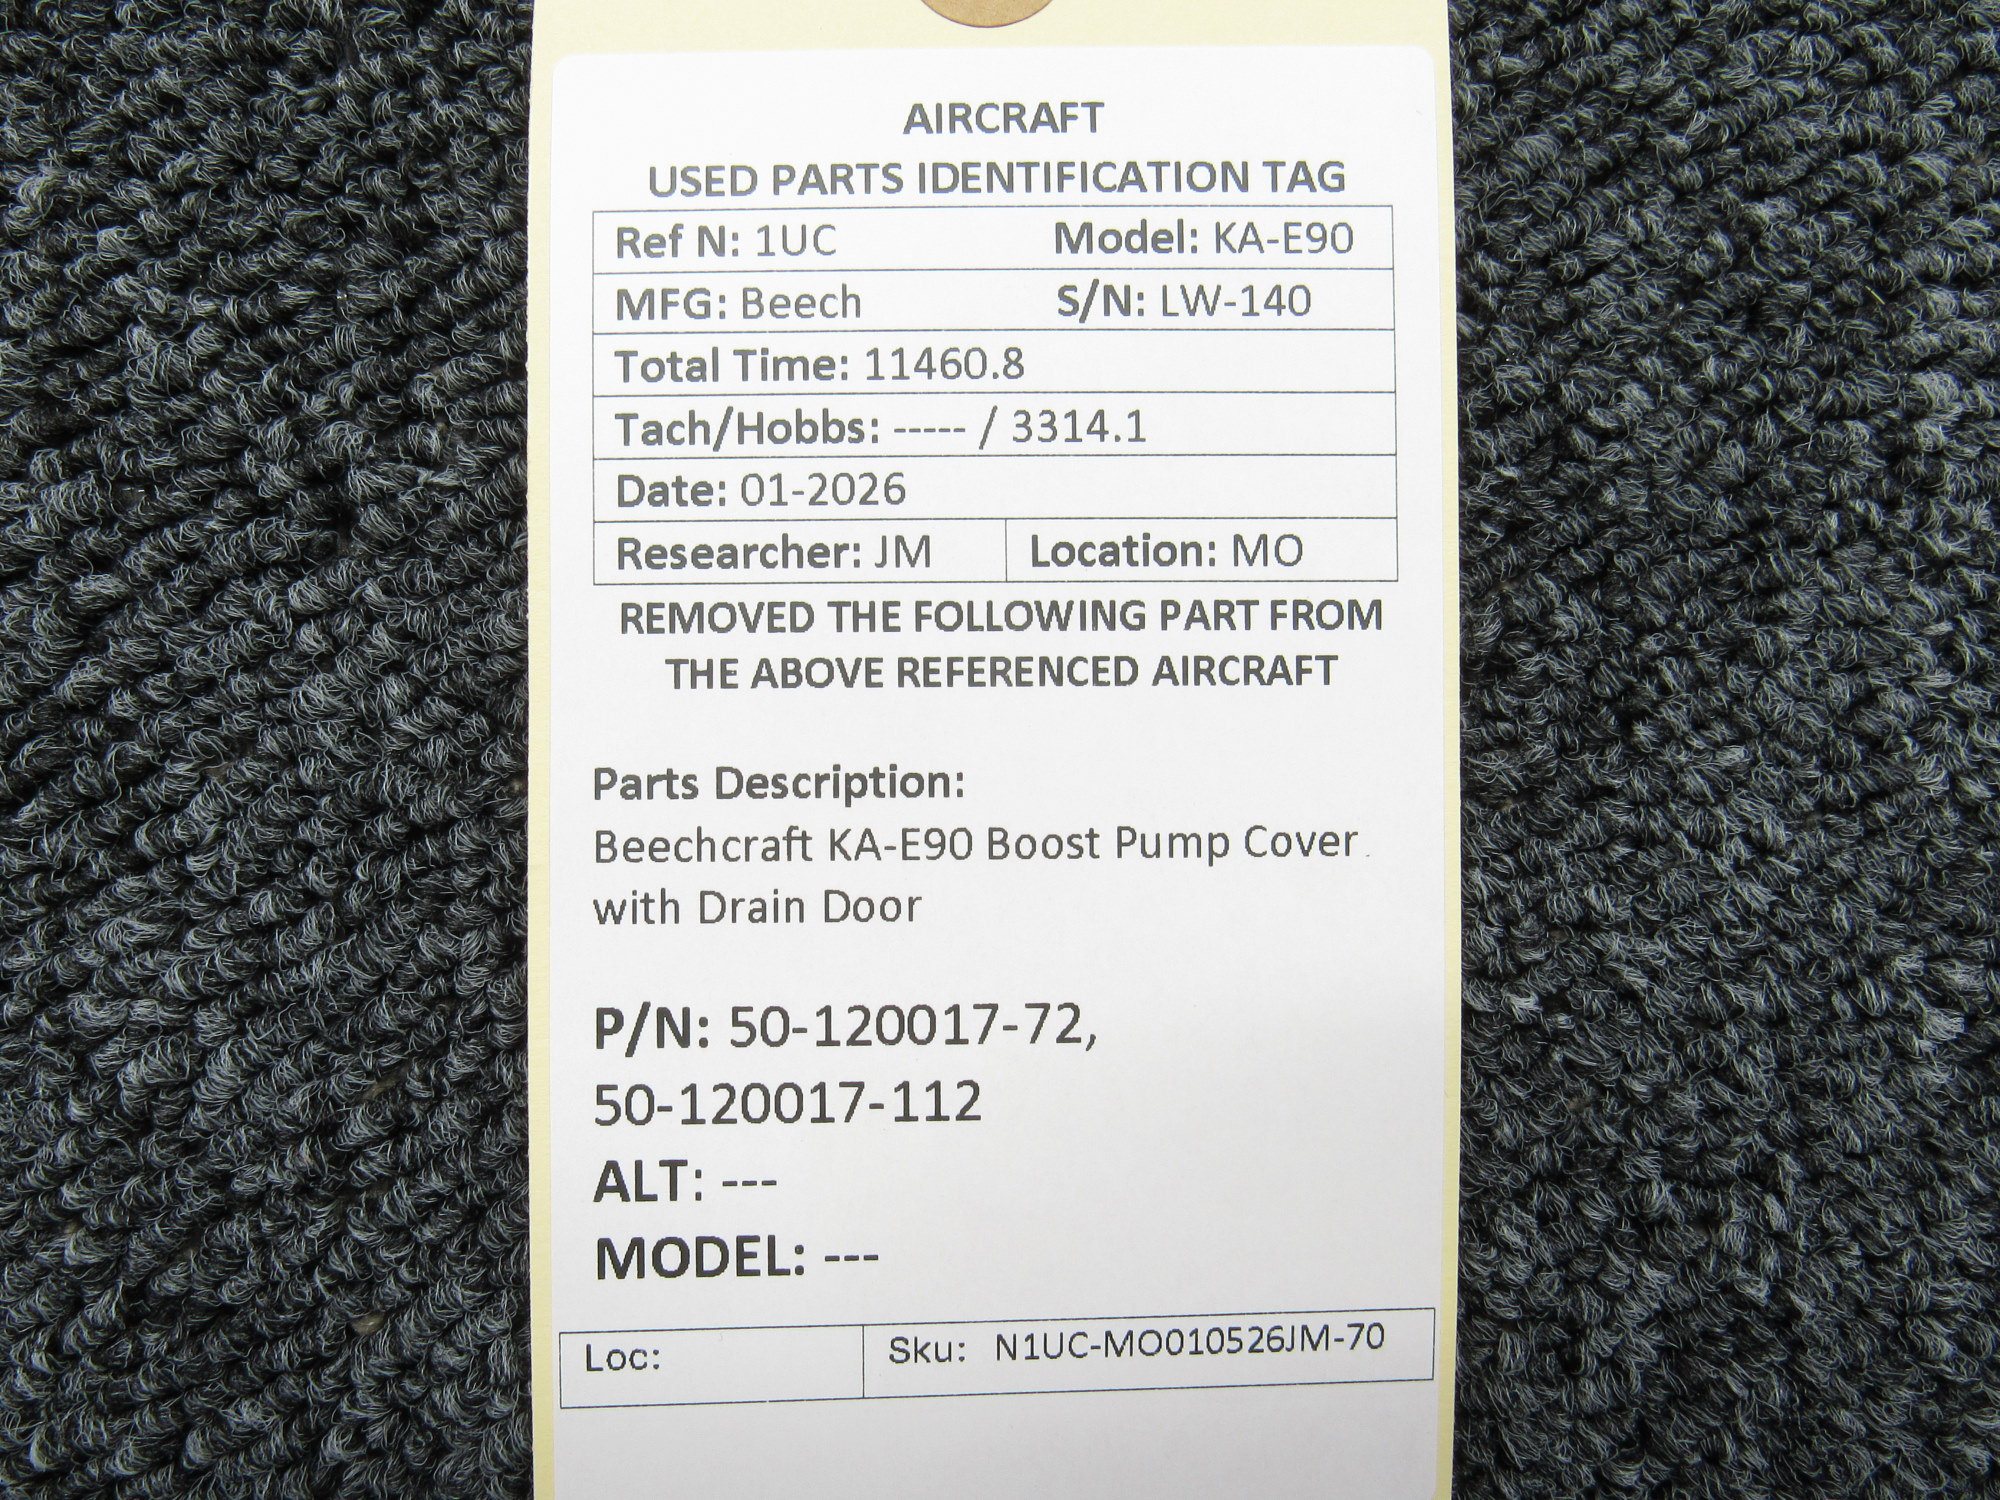 AIRCRAFT
USED PARTS IDENTIFICATION TAG
Ref N: 1UC Model: KA-E90
MFG: Beech S/N: LW-140
Total Time: 11460.8
Tach/Hobbs: ----- / 3314.1
Date: 01-2026
Researcher: JM Location: MO
REMOVED THE FOLLOWING PART FROM
THE ABOVE REFERENCED AIRCRAFT
Parts Description:
Beechcraft KA-E90 Boost Pump Cover
with Drain Door
P/N: 50-120017-72,
50-120017-112
ALT: ---
MODEL: ---
Loc: Sku: N1UC-MO010526JM-70